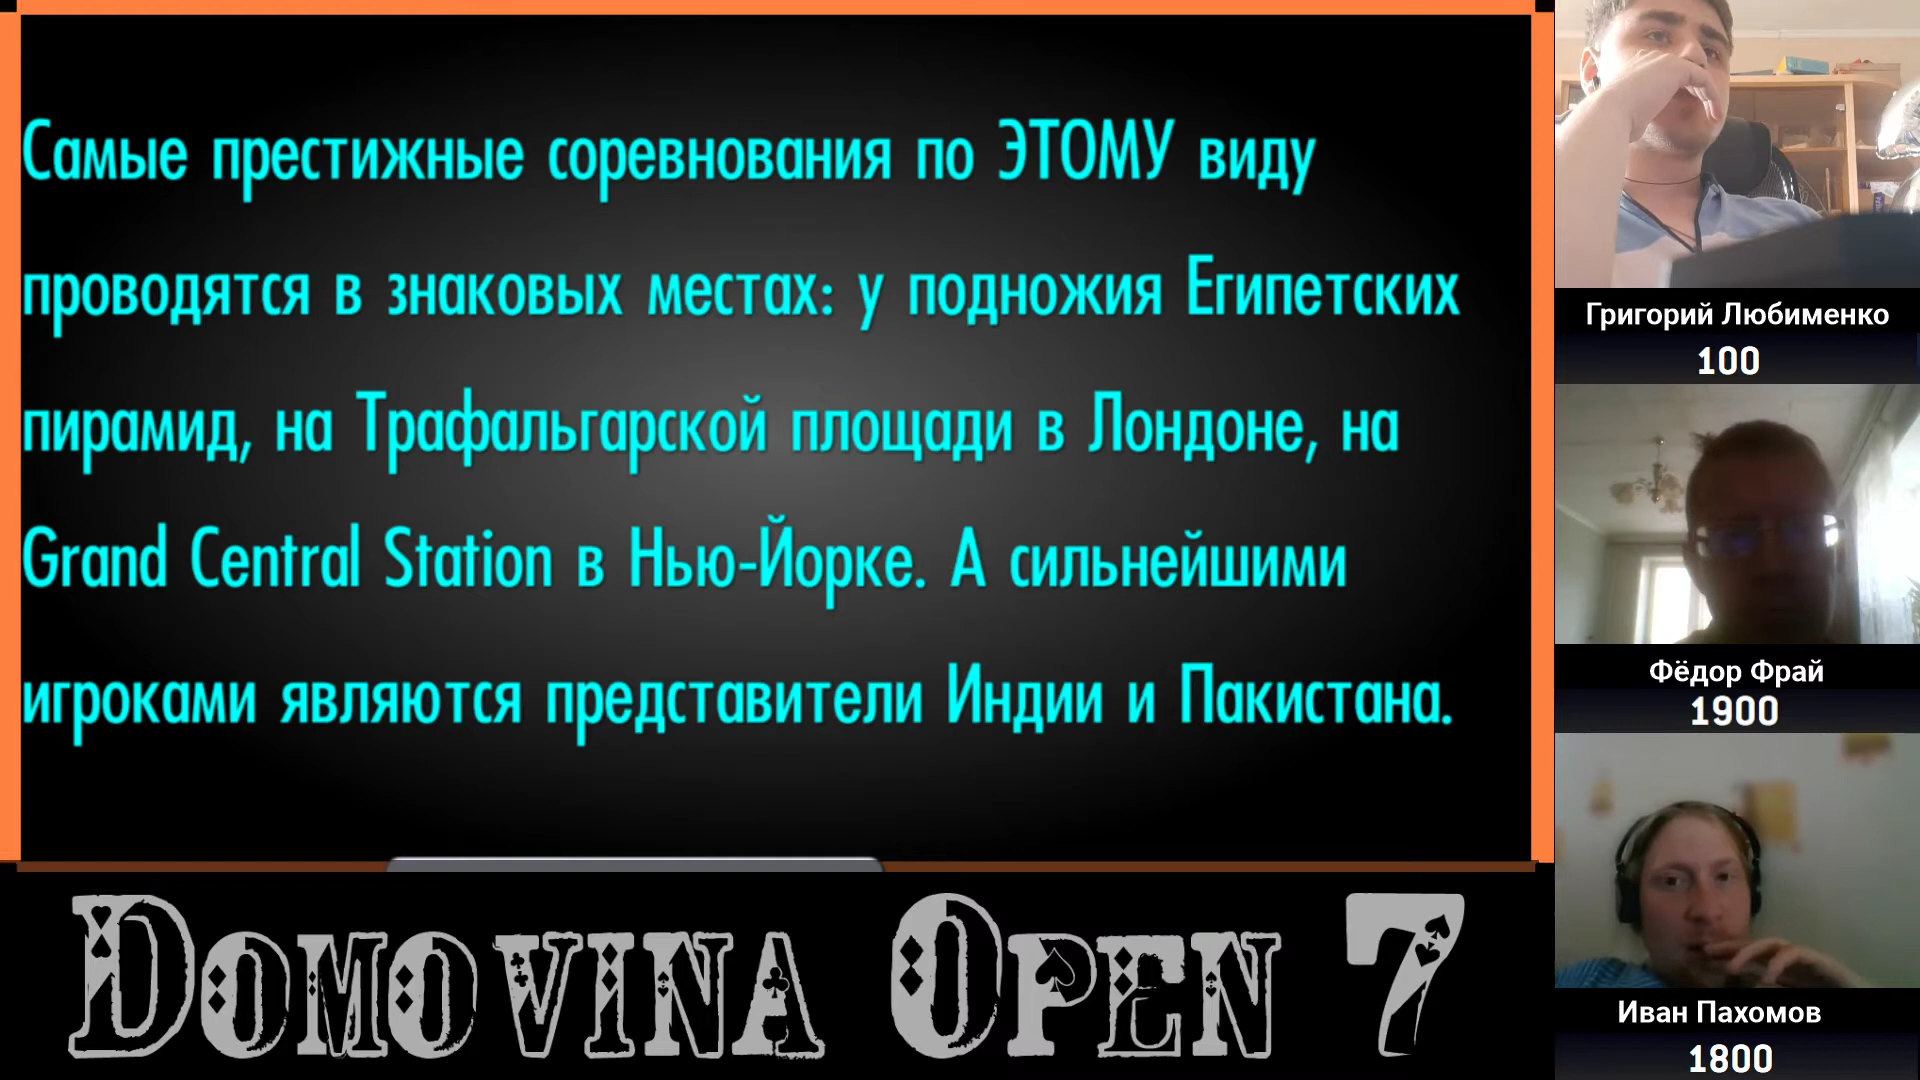 Самые престижные соревнования по ЭТОМУ виду
проводятся в знаковых местах: у подножия Египетских
пирамид, на Трафальгарской площади в Лондоне, на
Grand Central Station в Нью-Йорке. А сильнейшими
игроками являются представители Индии и Пакистана.
Григорий Любименко
100
Фёдор Фрай
1900
Иван Пахомов
1800
Domovina Open 7